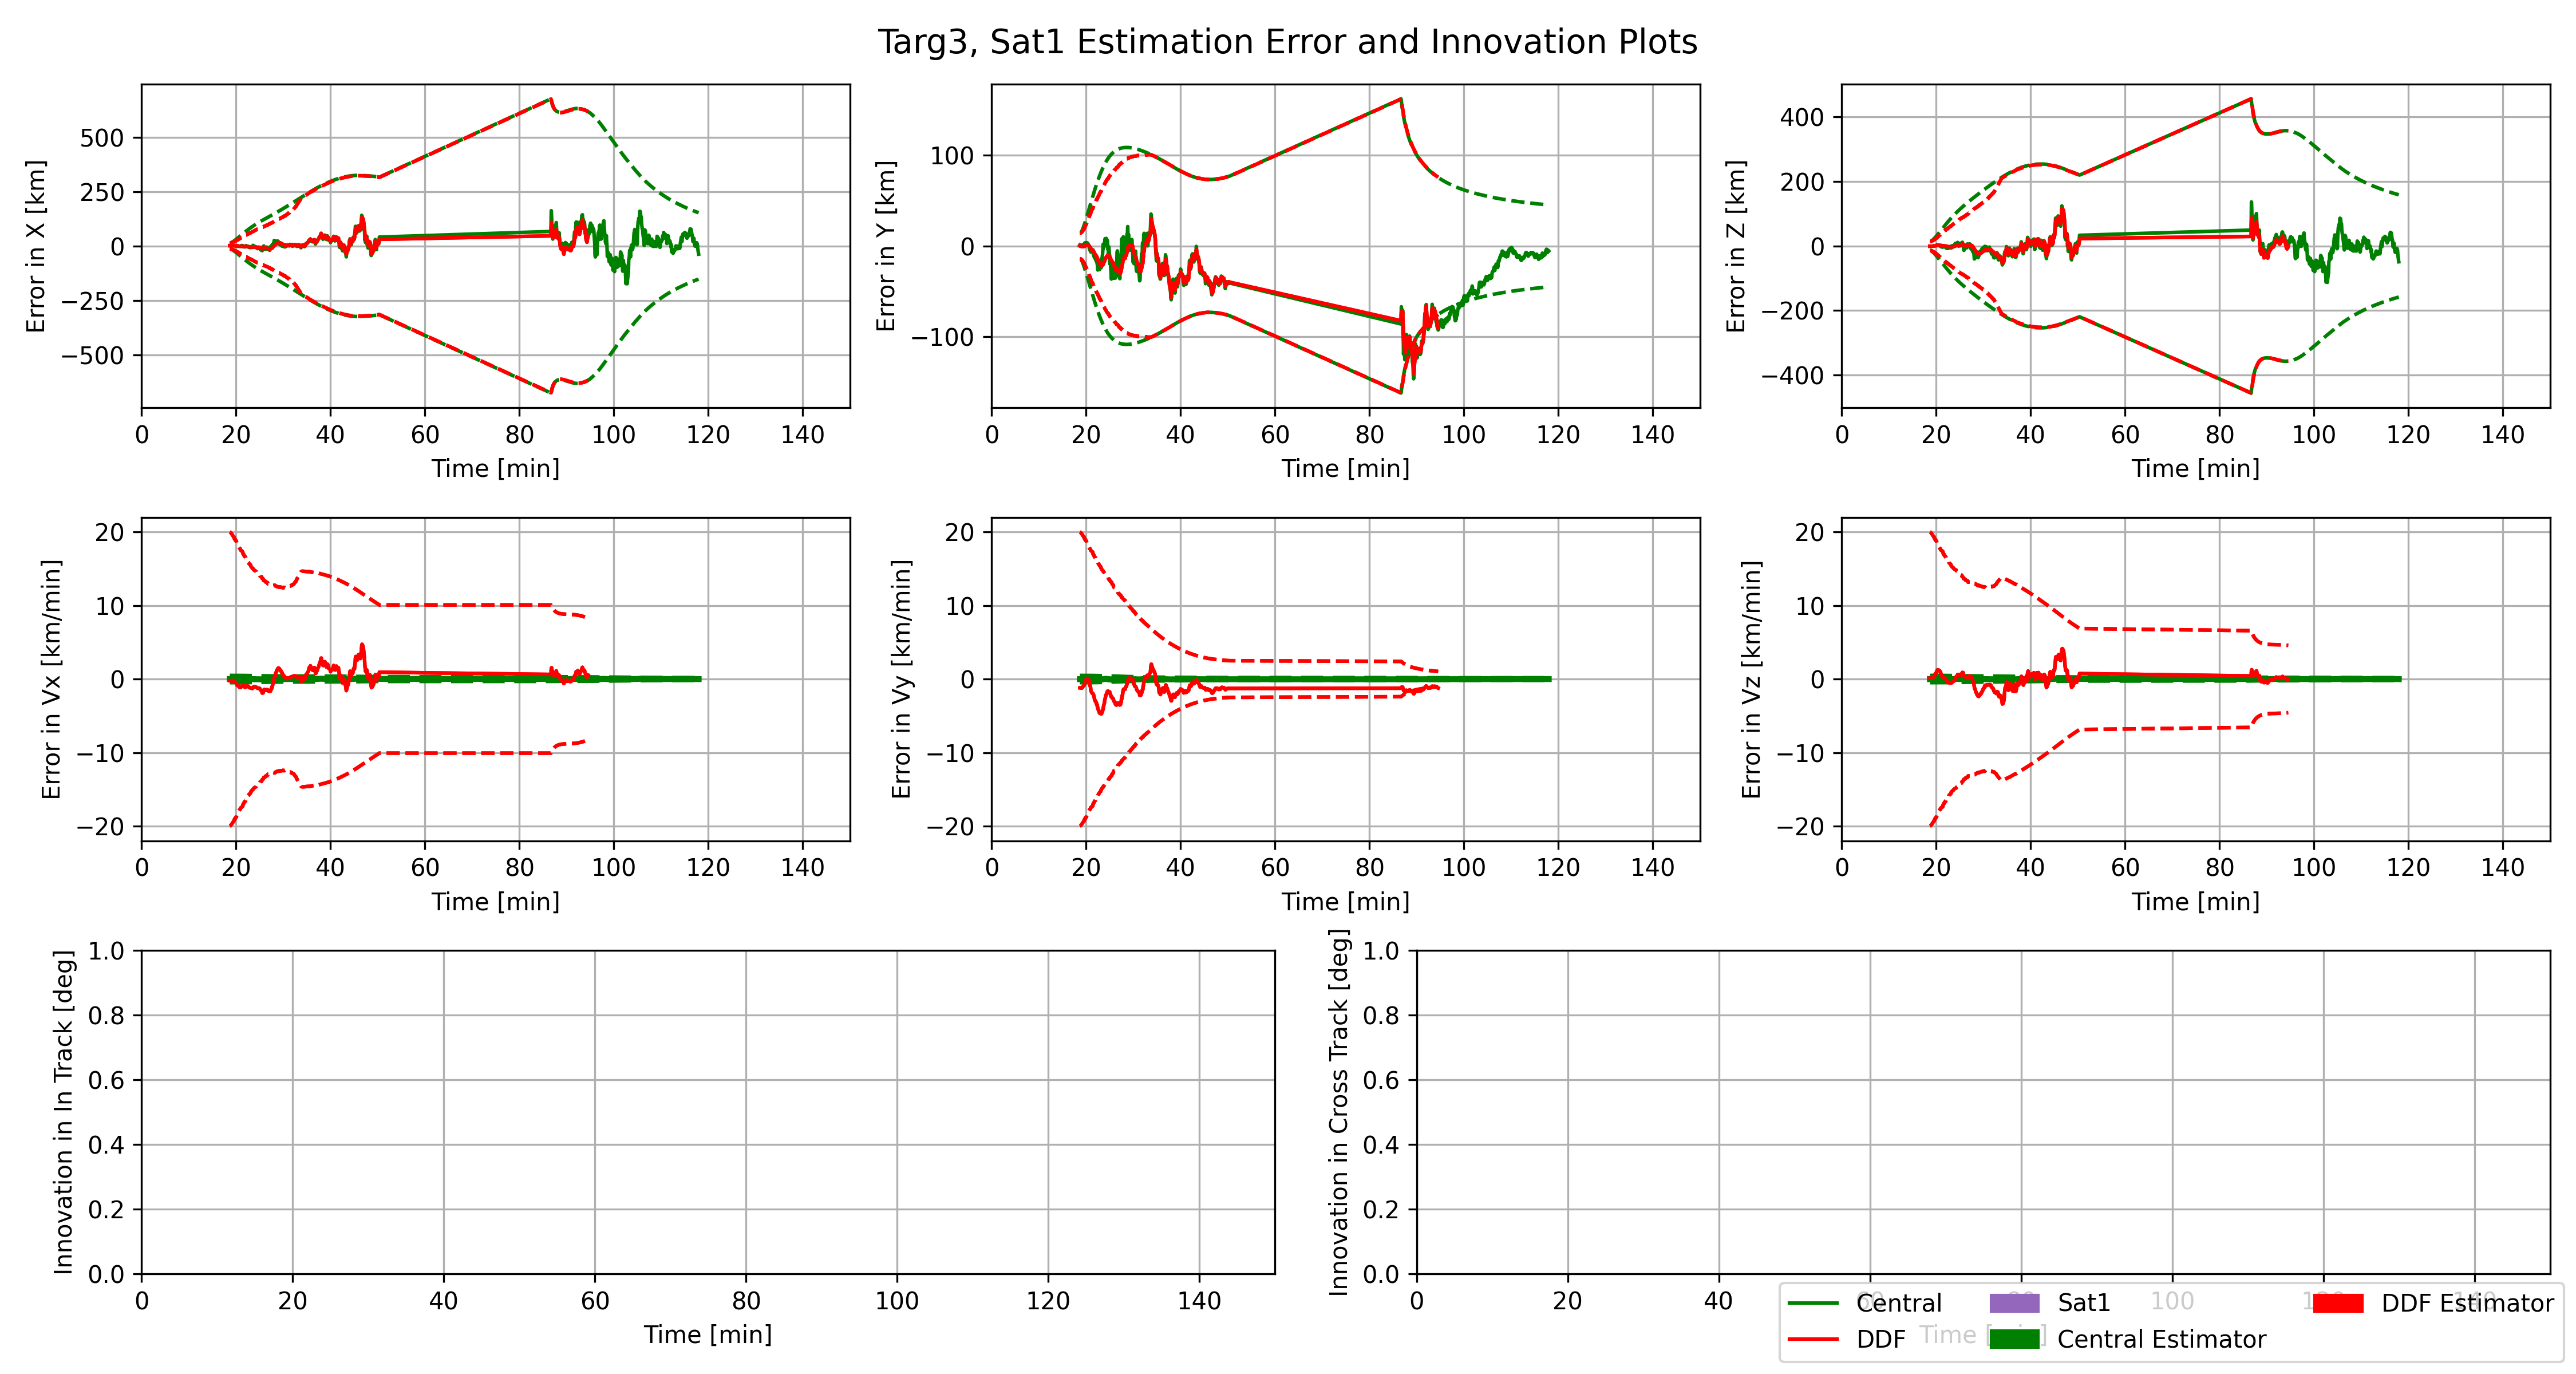 Targ3, Sat1 Estimation Error and Innovation Plots
Error in X [km]
500
250
0
−250
−500
0 20 40 60 80 100 120 140
Time [min]
Error in Y [km]
100
0
−100
0 20 40 60 80 100 120 140
Time [min]
Error in Z [km]
400
200
0
−200
−400
0 20 40 60 80 100 120 140
Time [min]
Error in Vx [km/min]
20
10
0
−10
−20
0 20 40 60 80 100 120 140
Time [min]
Error in Vy [km/min]
20
10
0
−10
−20
0 20 40 60 80 100 120 140
Time [min]
Error in Vz [km/min]
20
10
0
−10
−20
0 20 40 60 80 100 120 140
Time [min]
Innovation in In Track [deg]
1.0
0.8
0.6
0.4
0.2
0.0
0 20 40 60 80 100 120 140
Time [min]
Innovation in Cross Track [deg]
1.0
0.8
0.6
0.4
0.2
0.0
0 20 40 60 80 100 120 140
Time [min]
Central
DDF
Sat1
Central Estimator
DDF Estimator